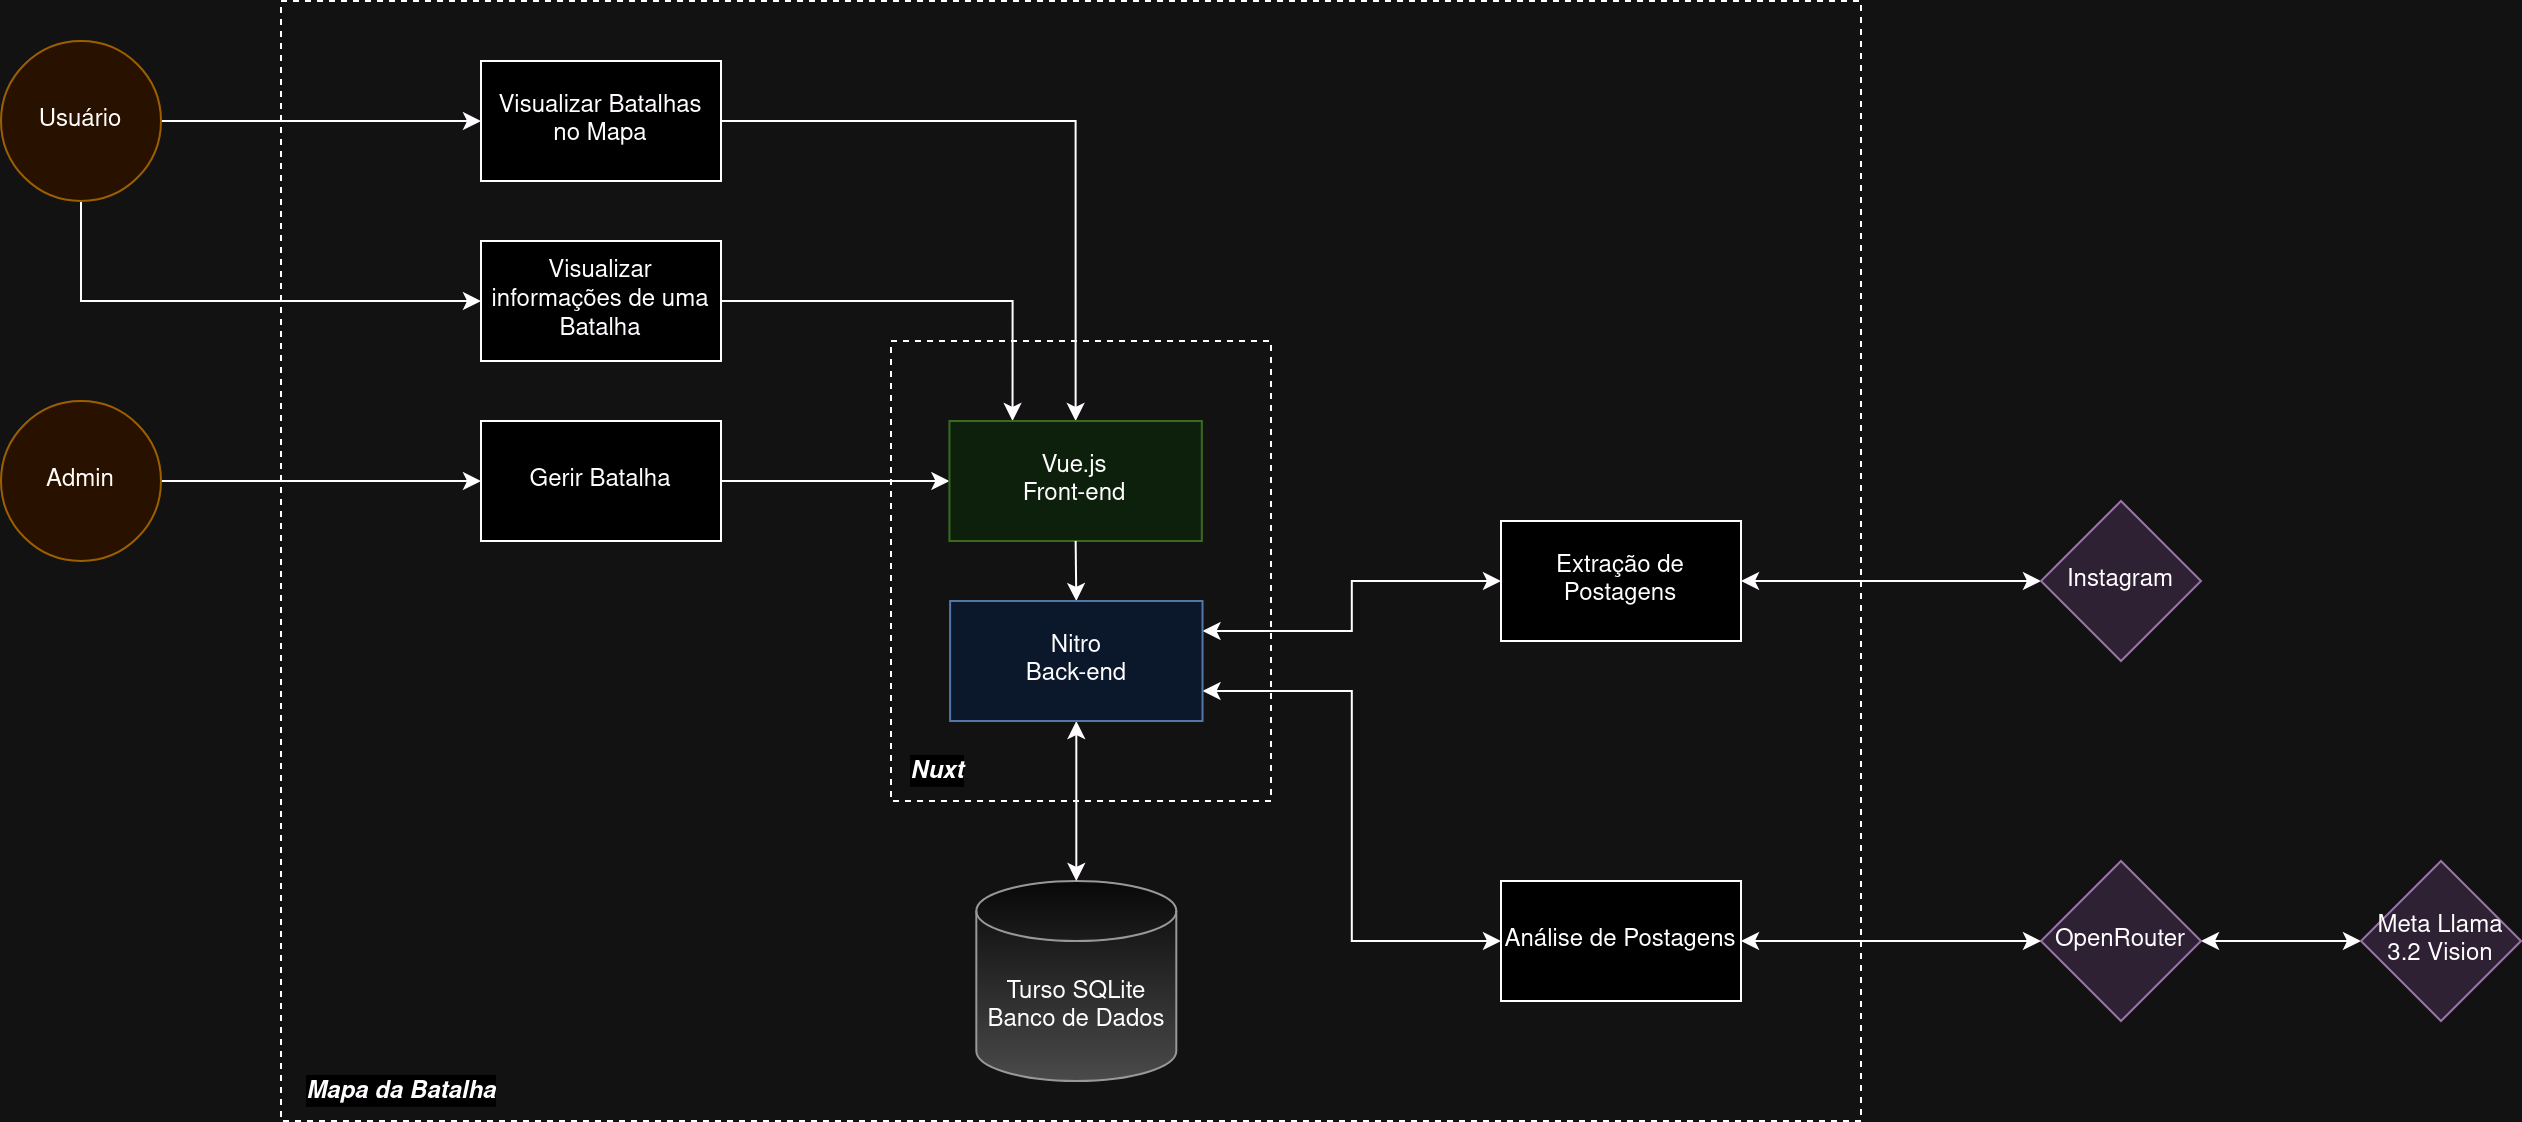 Usuário
Visualizar Batalhas
no Mapa
Visualizar
informações de uma
Batalha
Admin
Gerir Batalha
Vue.js
Front-end
Nitro
Back-end
Nuxt
Extração de
Postagens
Instagram
Análise de Postagens
OpenRouter
Meta Llama
3.2 Vision
Turso SQLite
Banco de Dados
Mapa da Batalha